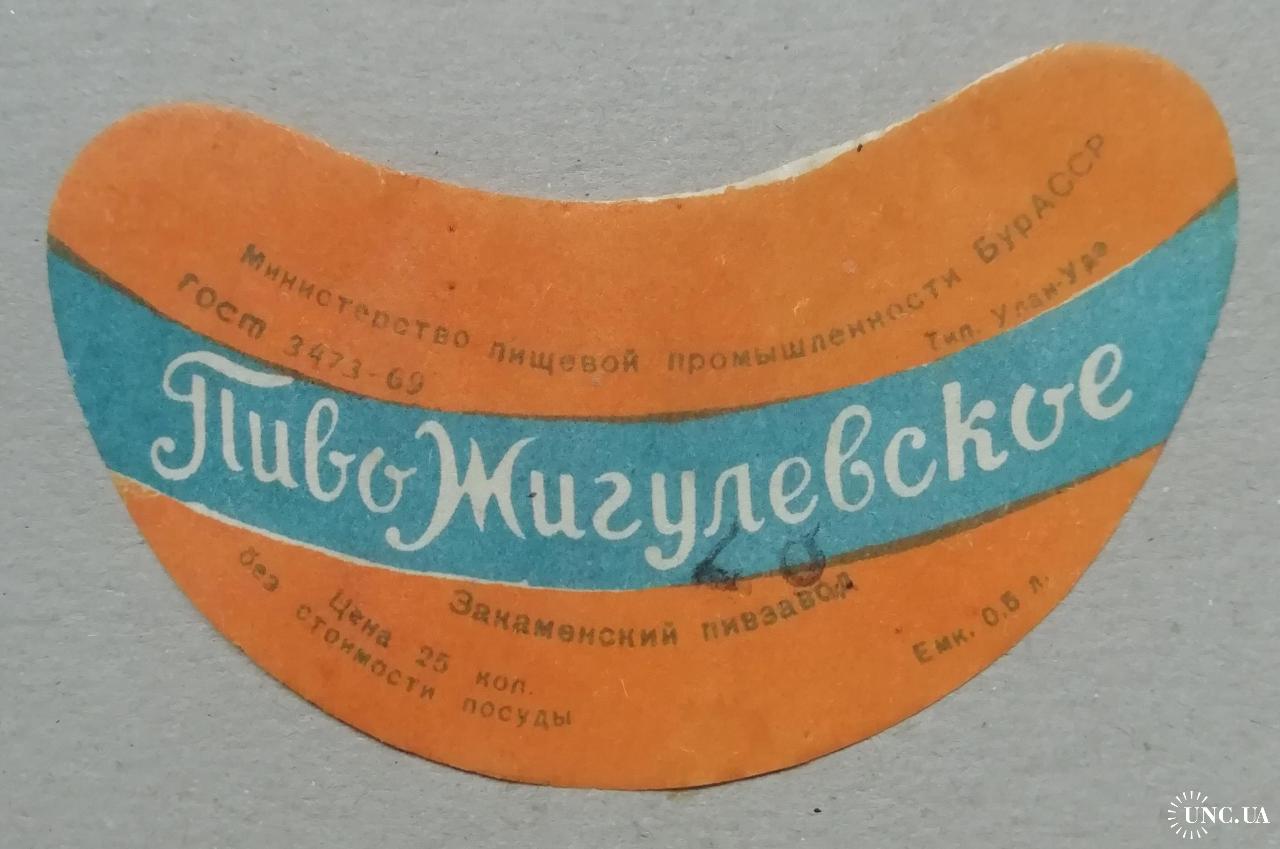 Министерство пищевой промышленности БурАССР
ГОСТ 3473-69
Тип. Улан-Удэ
Пиво Жигулевское
Закаменский пивзавод
Цена 25 коп.
без стоимости посуды
Емк. 0,5 л.
UNC.UA